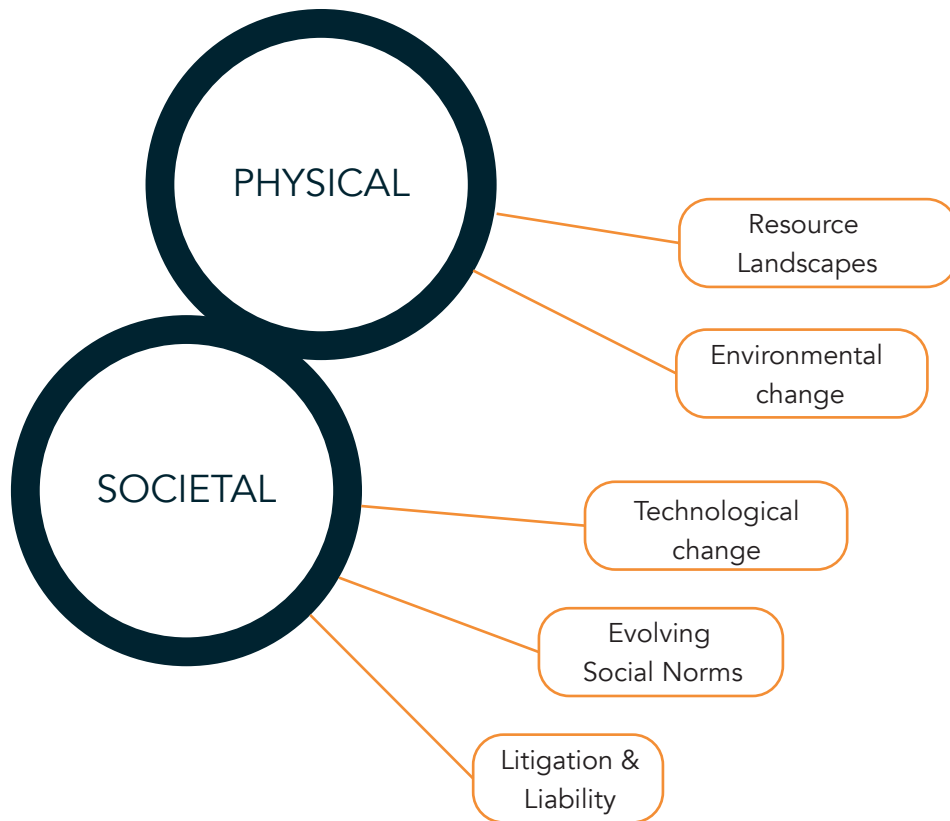 PHYSICAL
Resource
Landscapes
Environmental
change
SOCIETAL
Technological
change
Evolving
Social Norms
Litigation &
Liability